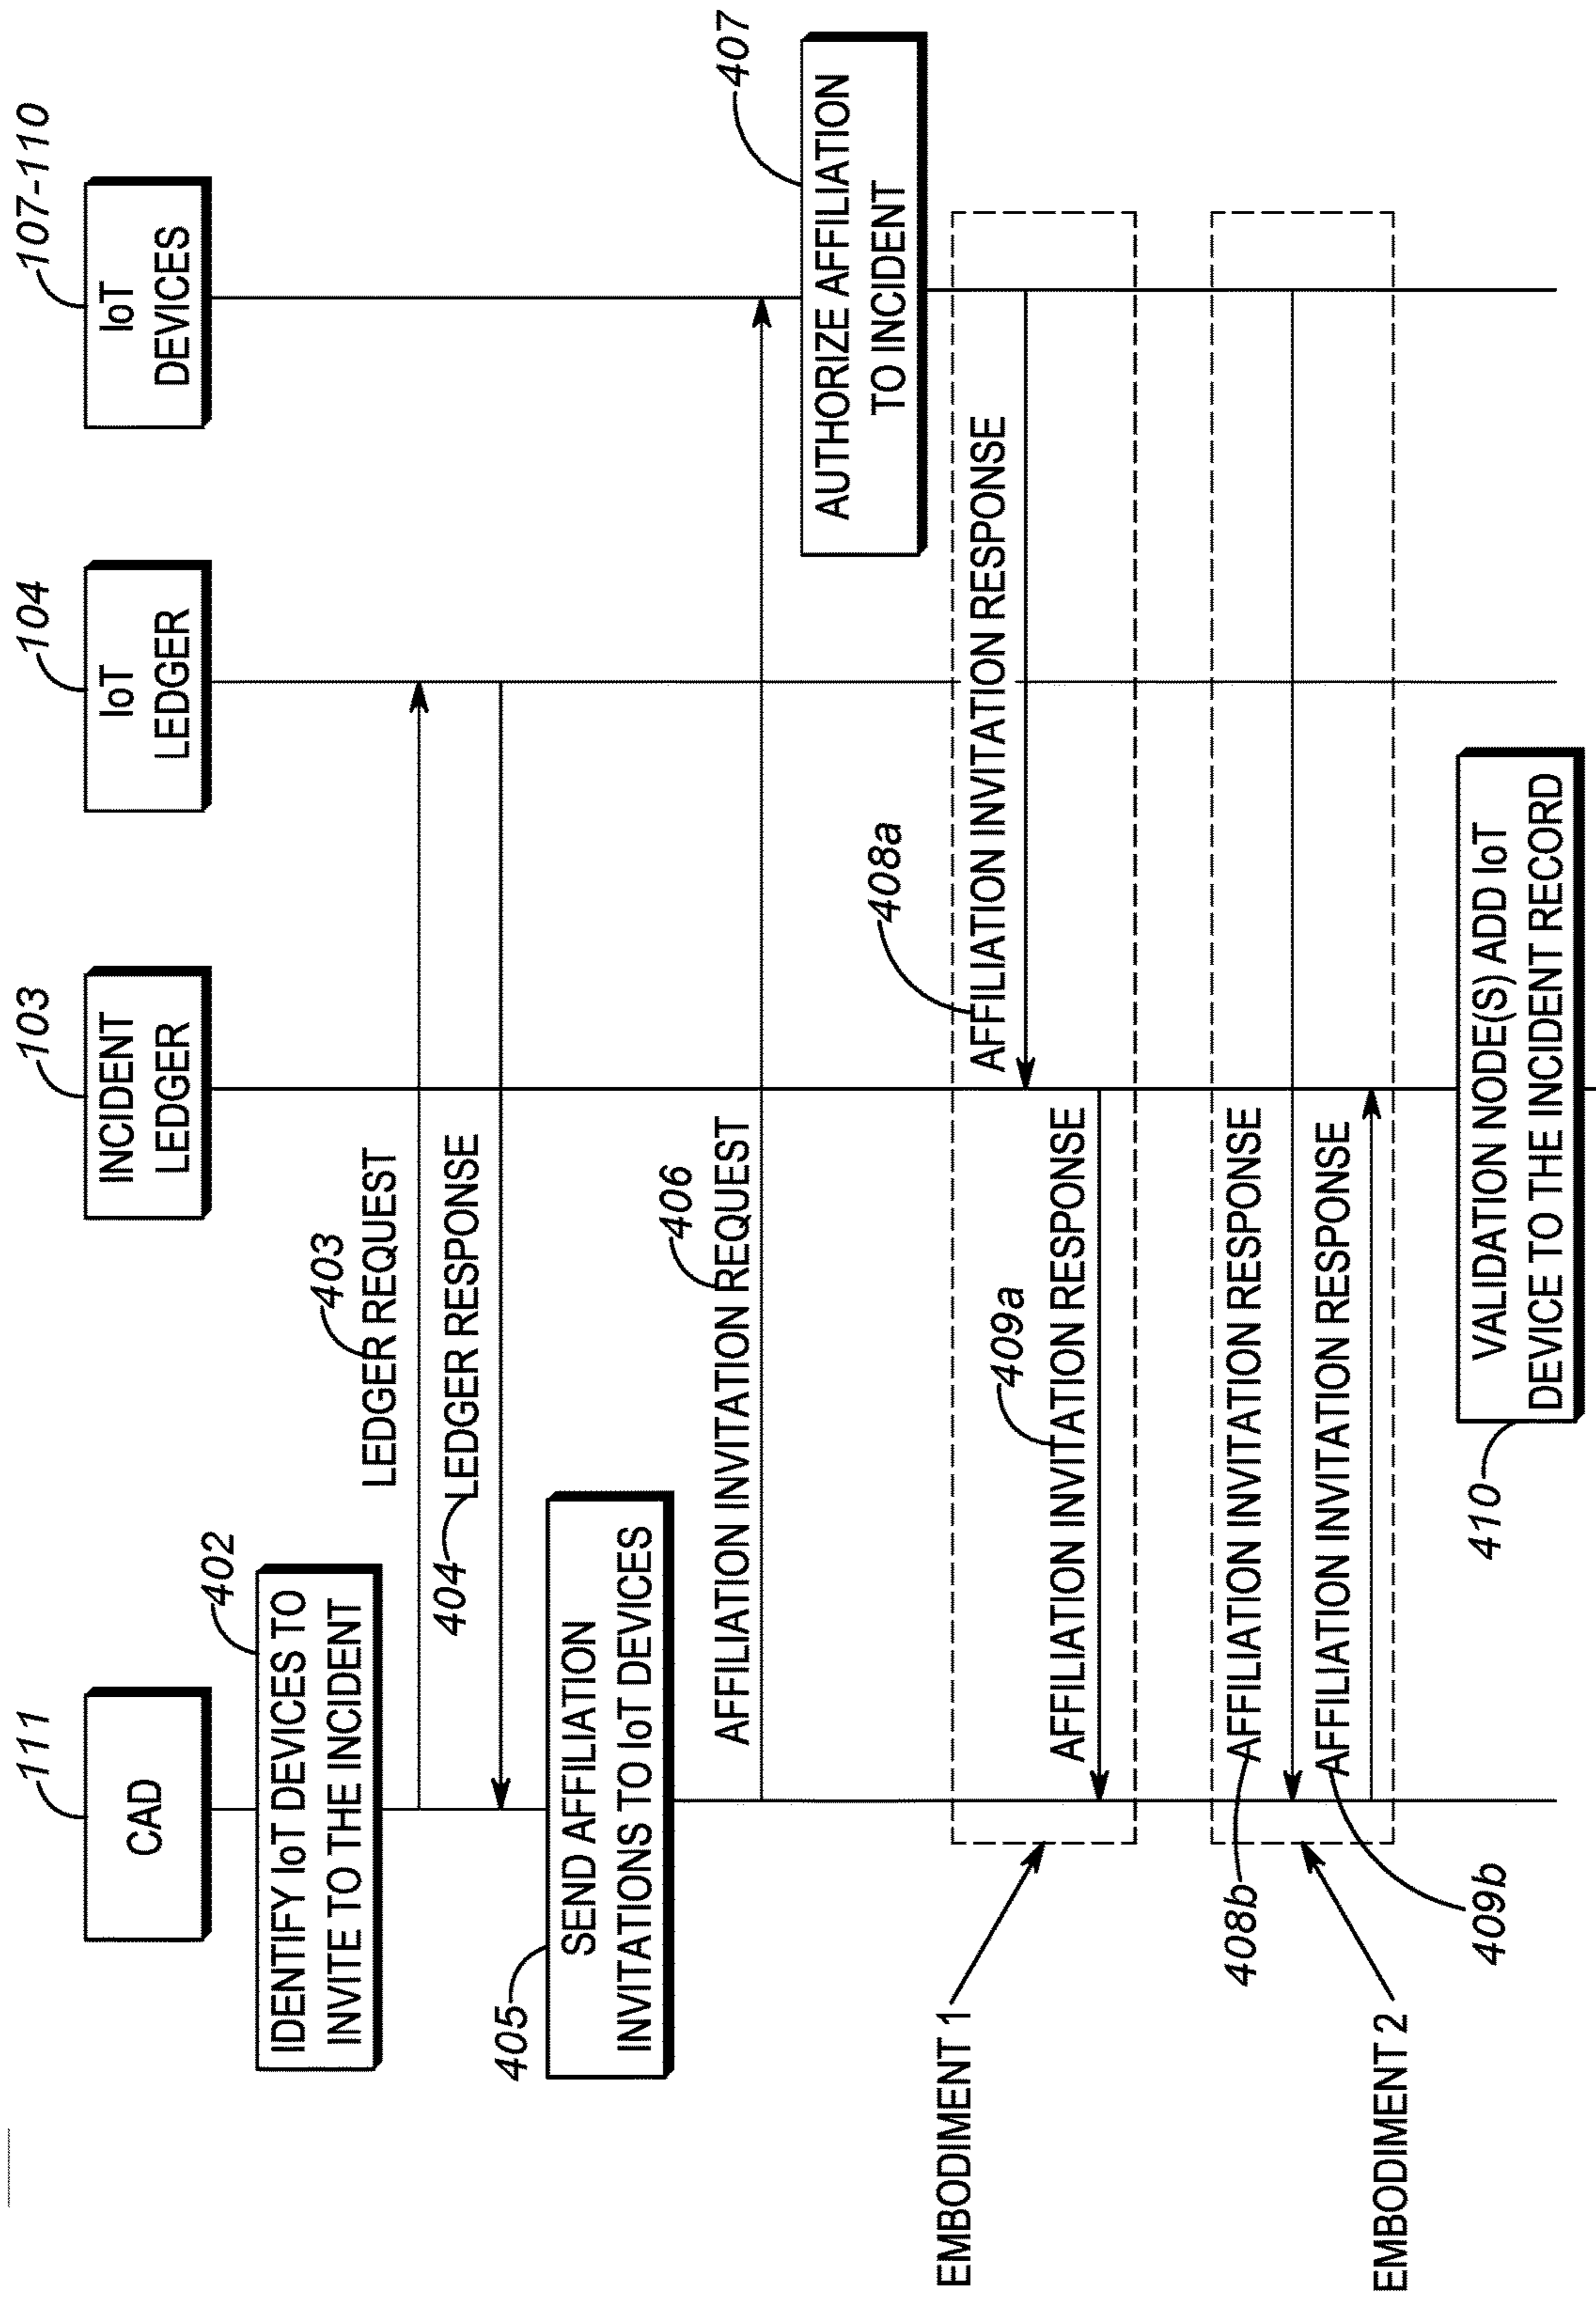 111
CAD
103
INCIDENT
LEDGER
104
IoT
LEDGER
107-110
IoT
DEVICES
402
IDENTIFY IoT DEVICES TO
INVITE TO THE INCIDENT
403
LEDGER REQUEST
404
LEDGER RESPONSE
405
SEND AFFILIATION
INVITATIONS TO IoT DEVICES
406
AFFILIATION INVITATION REQUEST
407
AUTHORIZE AFFILIATION
TO INCIDENT
EMBODIMENT 1
408a
AFFILIATION INVITATION RESPONSE
409a
AFFILIATION INVITATION RESPONSE
EMBODIMENT 2
408b
AFFILIATION INVITATION RESPONSE
409b
AFFILIATION INVITATION RESPONSE
410
VALIDATION NODE(S) ADD IoT
DEVICE TO THE INCIDENT RECORD